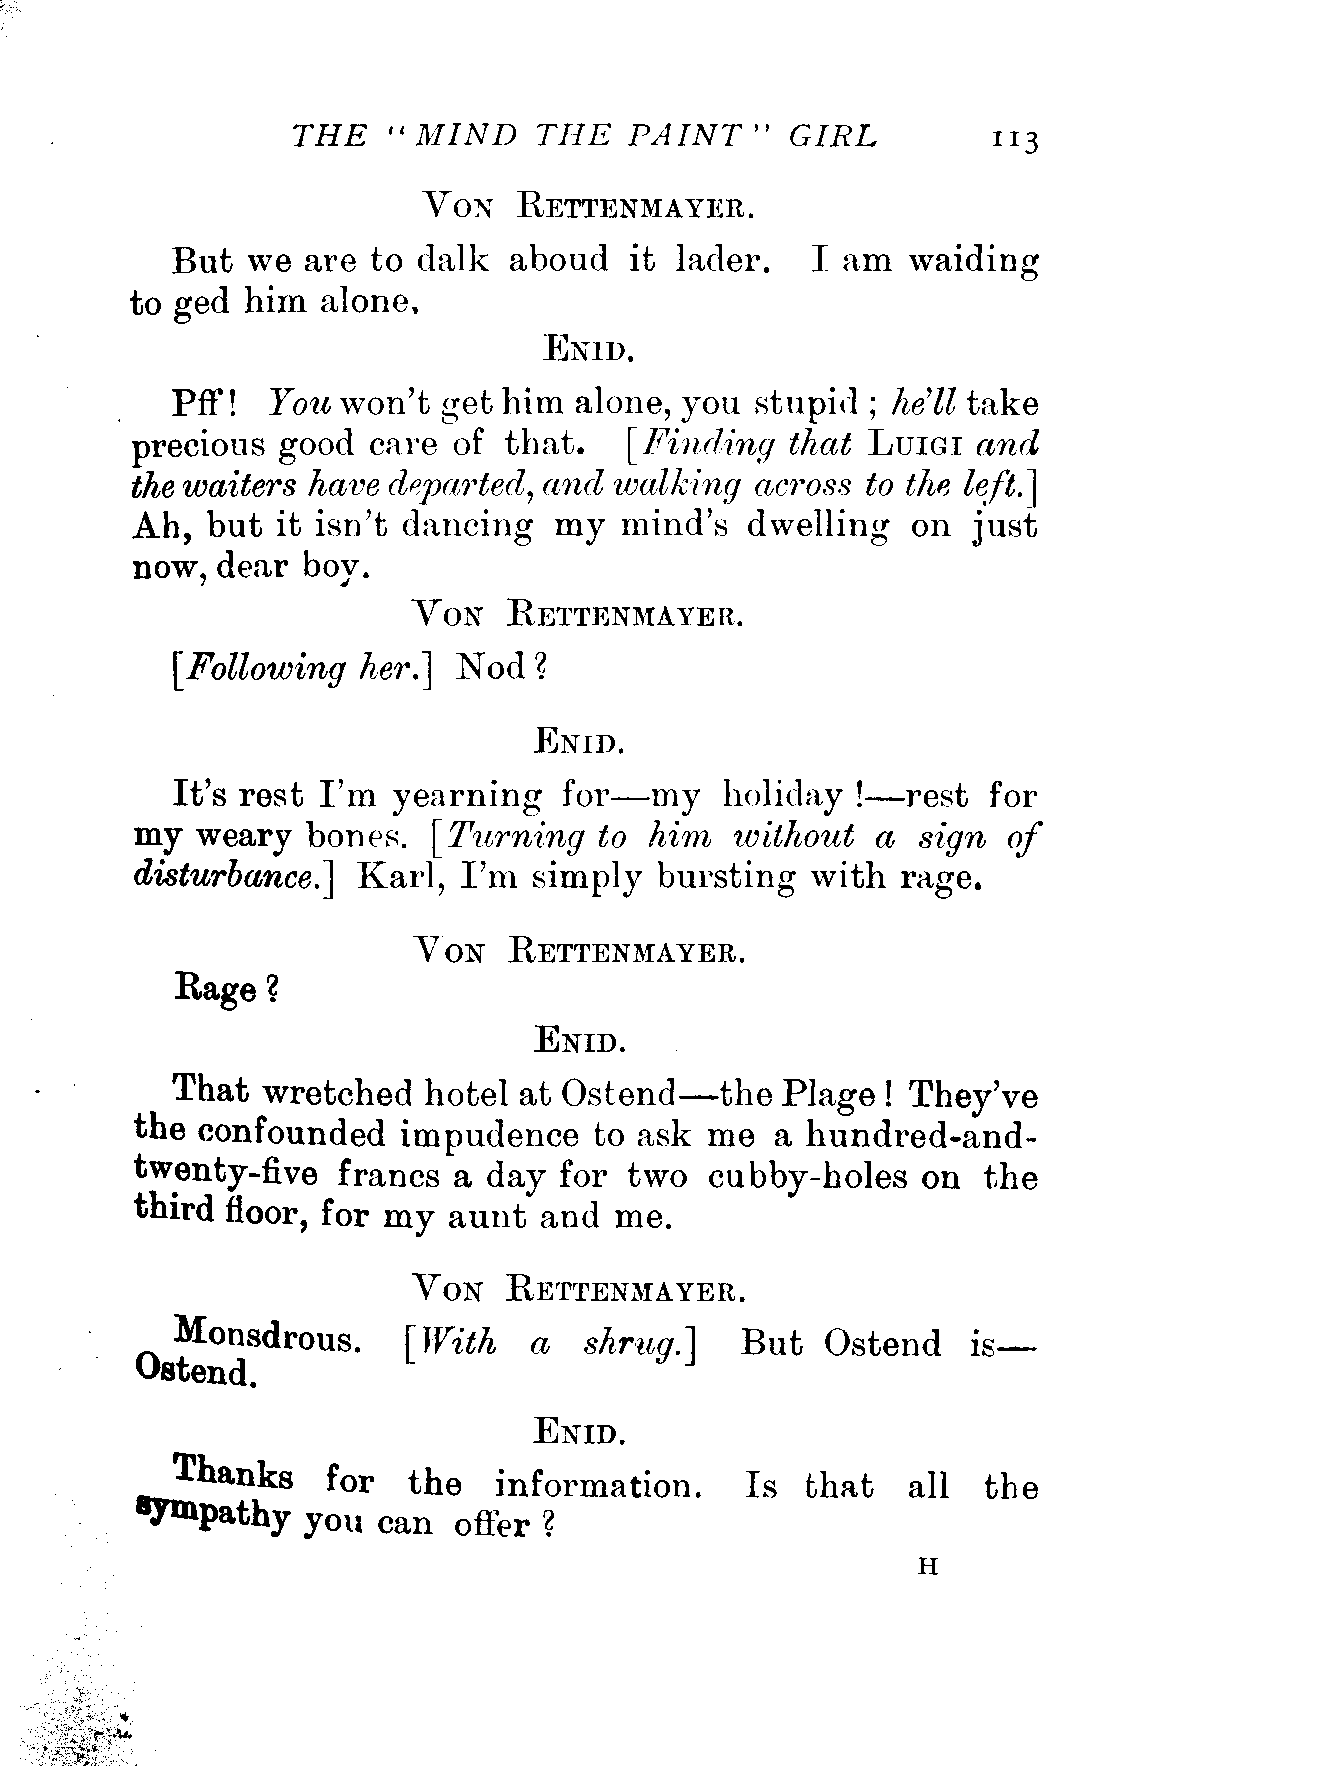 THE "MIND THE PAINT" GIRL 113
VON RETTENMAYER.
But we are to dalk aboud it lader. I am waiding
to ged him alone.
ENID.
Pff! You won't get him alone, you stupid; he'll take
precious good care of that. [Finding that LUIGI and
the waiters have departed, and walking across to the left.]
Ah, but it isn't dancing my mind's dwelling on just
now, dear boy.
VON RETTENMAYER.
[Following her.] Nod?
ENID.
It's rest I'm yearning for—my holiday!—rest for
my weary bones. [Turning to him without a sign of
disturbance.] Karl, I'm simply bursting with rage.
VON RETTENMAYER.
Rage?
ENID.
That wretched hotel at Ostend—the Plage! They've
the confounded impudence to ask me a hundred-and-
twenty-five francs a day for two cubby-holes on the
third floor, for my aunt and me.
VON RETTENMAYER.
Monsdrous. [With a shrug.] But Ostend is—
Ostend.
ENID.
Thanks for the information. Is that all the
sympathy you can offer?
H